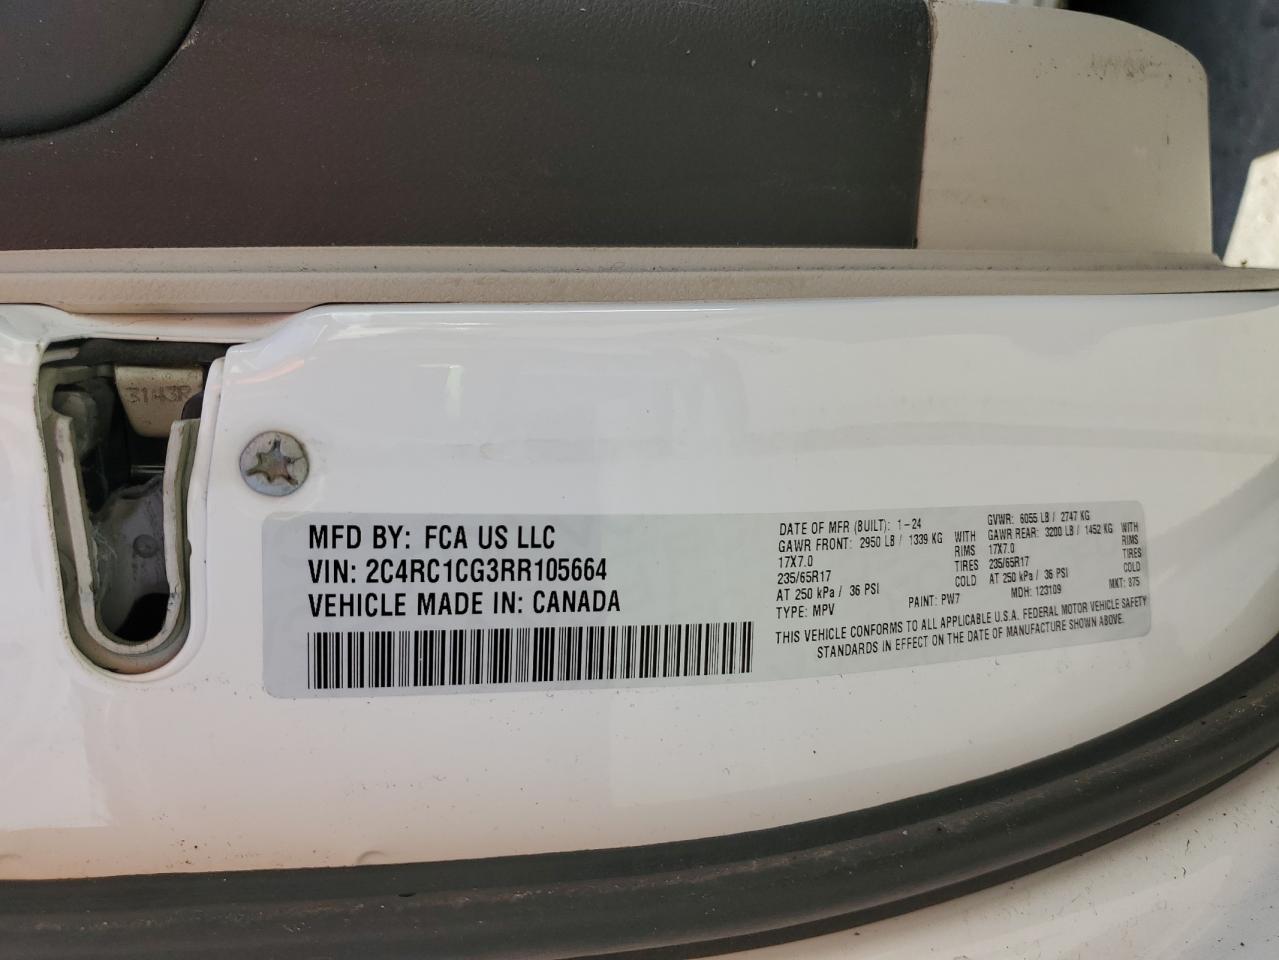 3143R
MFD BY: FCA US LLC
VIN: 2C4RC1CG3RR105664
VEHICLE MADE IN: CANADA
DATE OF MFR (BUILT): 1-24
GAWR FRONT: 2950 LB / 1339 KG WITH
17X7.0 RIMS
235/65R17 TIRES
AT 250 kPa / 36 PSI COLD
TYPE: MPV PAINT: PW7
GVWR: 6055 LB / 2747 KG
GAWR REAR: 3200 LB / 1452 KG WITH
17X7.0 RIMS
235/65R17 TIRES
AT 250 kPa / 36 PSI COLD
MDH: 123109 MKT: 375
THIS VEHICLE CONFORMS TO ALL APPLICABLE U.S.A. FEDERAL MOTOR VEHICLE SAFETY
STANDARDS IN EFFECT ON THE DATE OF MANUFACTURE SHOWN ABOVE.